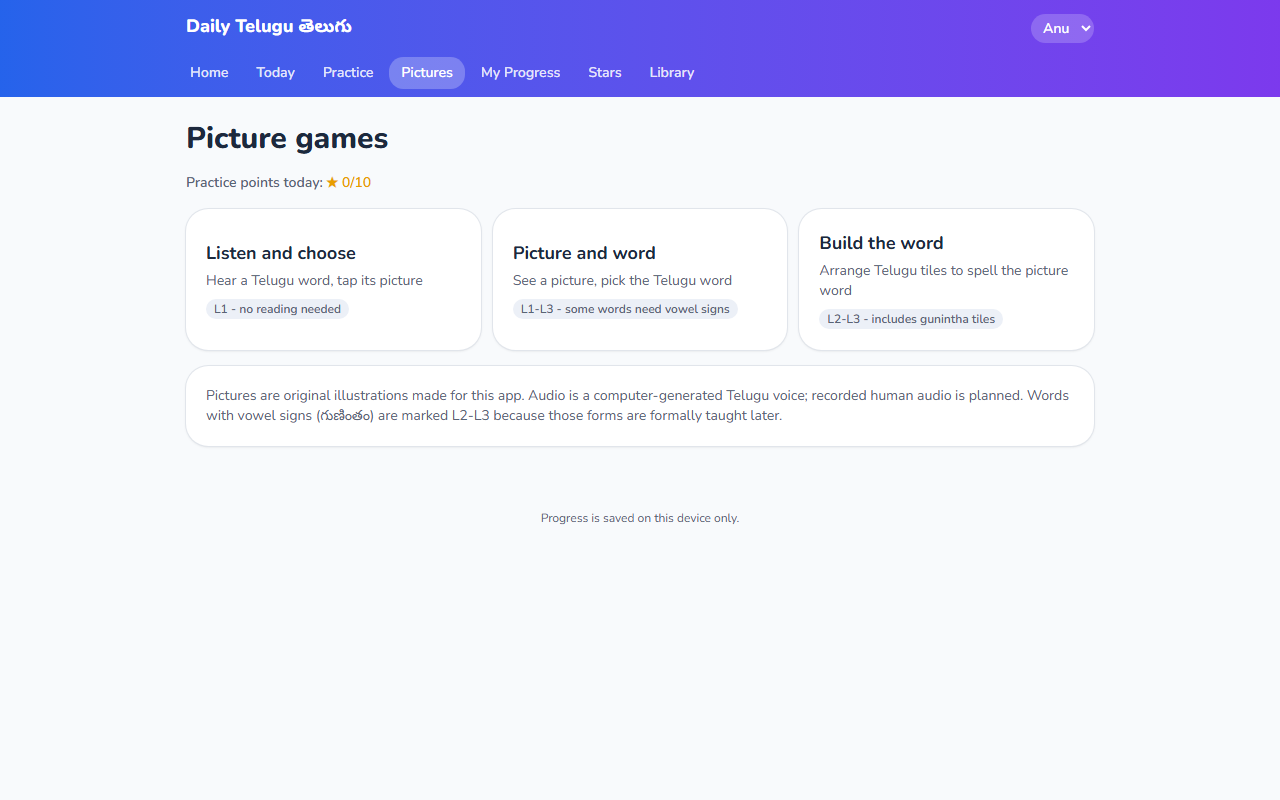 Daily Telugu తెలుగు
Anu
Home Today Practice Pictures My Progress Stars Library
Picture games
Practice points today: ★ 0/10
Listen and choose
Hear a Telugu word, tap its picture
L1 - no reading needed
Picture and word
See a picture, pick the Telugu word
L1-L3 - some words need vowel signs
Build the word
Arrange Telugu tiles to spell the picture
word
L2-L3 - includes gunintha tiles
Pictures are original illustrations made for this app. Audio is a computer-generated Telugu voice; recorded human audio is planned. Words
with vowel signs (గుణింతం) are marked L2-L3 because those forms are formally taught later.
Progress is saved on this device only.